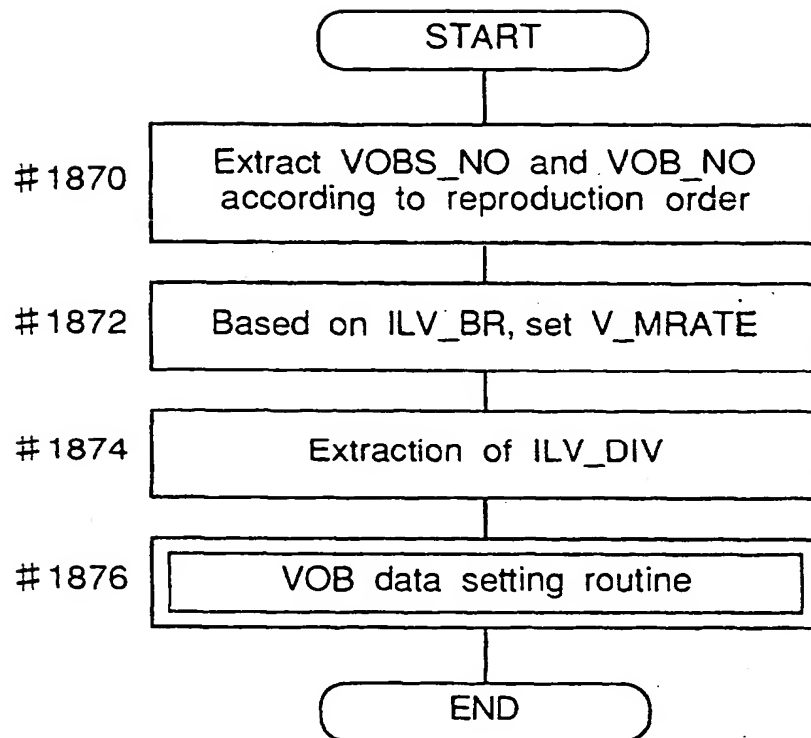 START
#1870
Extract VOBS_NO and VOB_NO
according to reproduction order
#1872
Based on ILV_BR, set V_MRATE
#1874
Extraction of ILV_DIV
#1876
VOB data setting routine
END